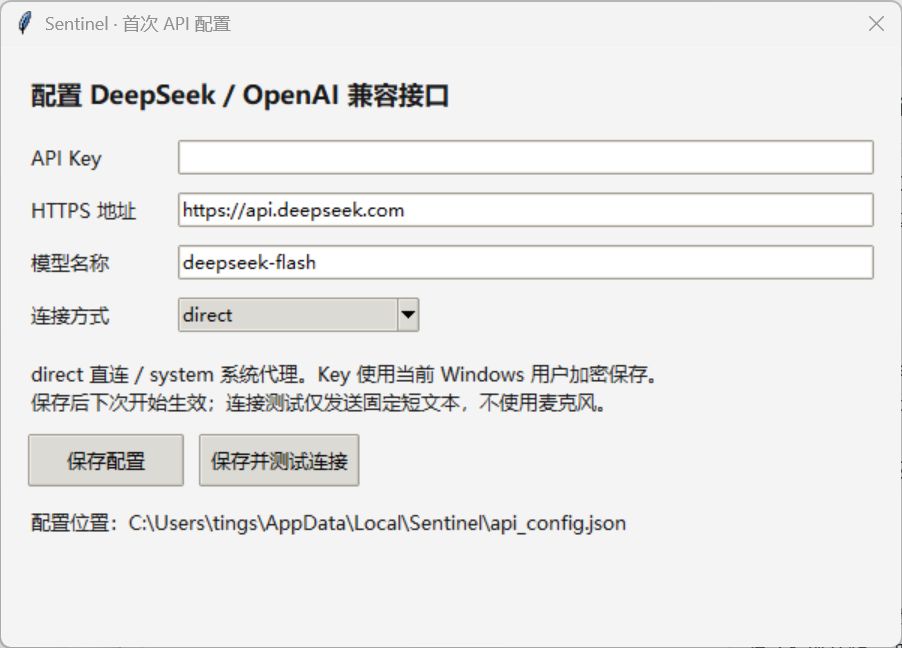 Sentinel · 首次 API 配置
配置 DeepSeek / OpenAI 兼容接口
API Key
HTTPS 地址 https://api.deepseek.com
模型名称 deepseek-flash
连接方式 direct
direct 直连 / system 系统代理。Key 使用当前 Windows 用户加密保存。
保存后下次开始生效；连接测试仅发送固定短文本，不使用麦克风。
保存配置 保存并测试连接
配置位置：C:\Users\tings\AppData\Local\Sentinel\api_config.json